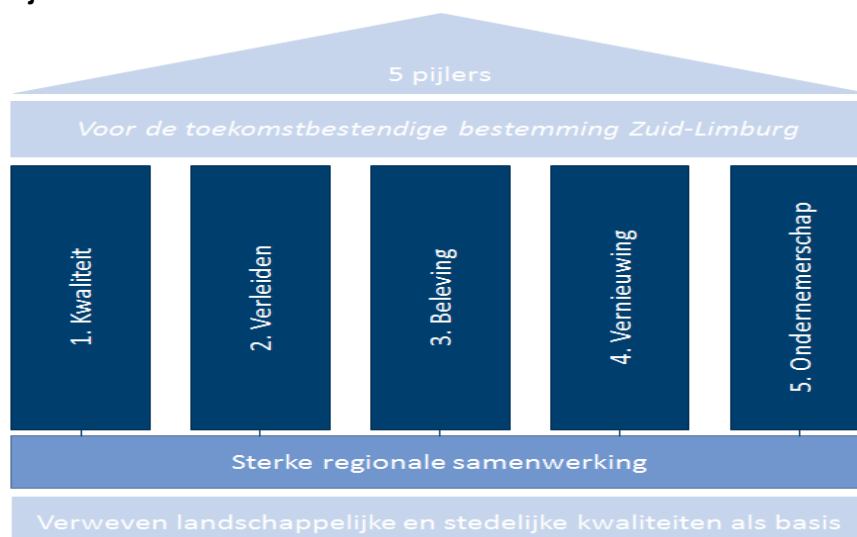 5 pijlers
Voor de toekomstbestendige bestemming Zuid-Limburg
1. Kwaliteit
2. Verleiden
3. Beleving
4. Vernieuwing
5. Ondernemerschap
Sterke regionale samenwerking
Verweven landschappelijke en stedelijke kwaliteiten als basis